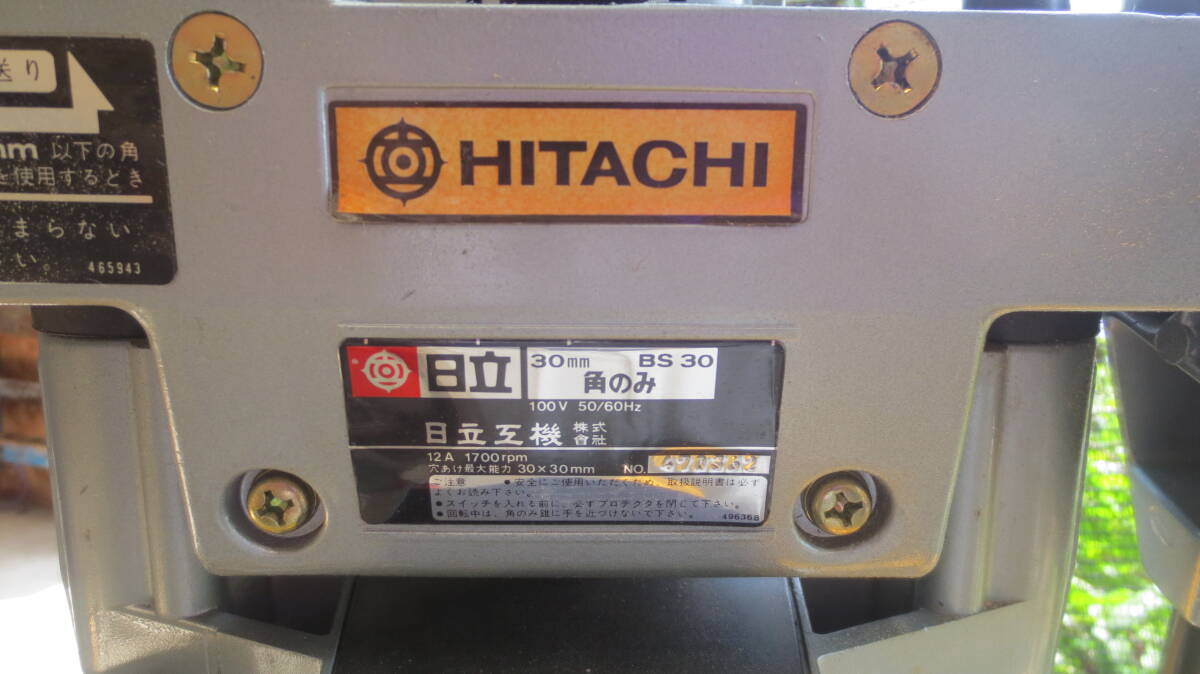 送り
mm 以下の角
を使用するとき
まらない
い。
465943
HITACHI
日立
30mm BS 30
角のみ
100V 50/60Hz
日立工機 株式會社
12A 1700rpm
穴あけ最大能力 30×30mm NO.
ご注意 ●安全にご使用いただくため、取扱説明書は必ず
よくお読み下さい。
●スイッチを入れる前に、必ずプロテクタを閉じて下さい。
●回転中は、角のみ錐に手を近づけないで下さい。
496368